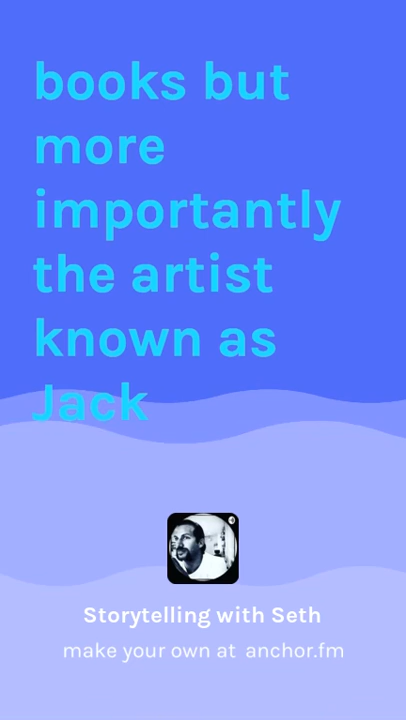 books but
more
importantly
the artist
known as
Jack
Storytelling with Seth
make your own at anchor.fm